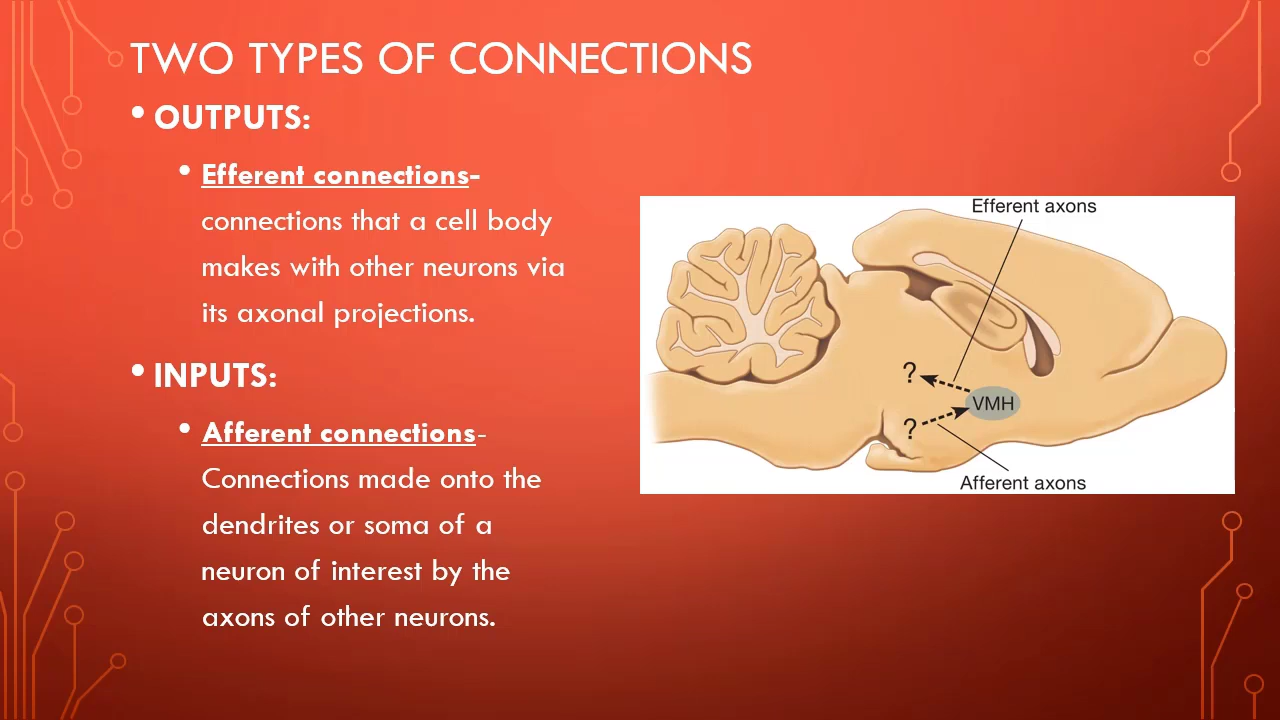 TWO TYPES OF CONNECTIONS
• OUTPUTS:
• Efferent connections-
connections that a cell body
makes with other neurons via
its axonal projections.
• INPUTS:
• Afferent connections-
Connections made onto the
dendrites or soma of a
neuron of interest by the
axons of other neurons.
Efferent axons
?
VMH
?
Afferent axons